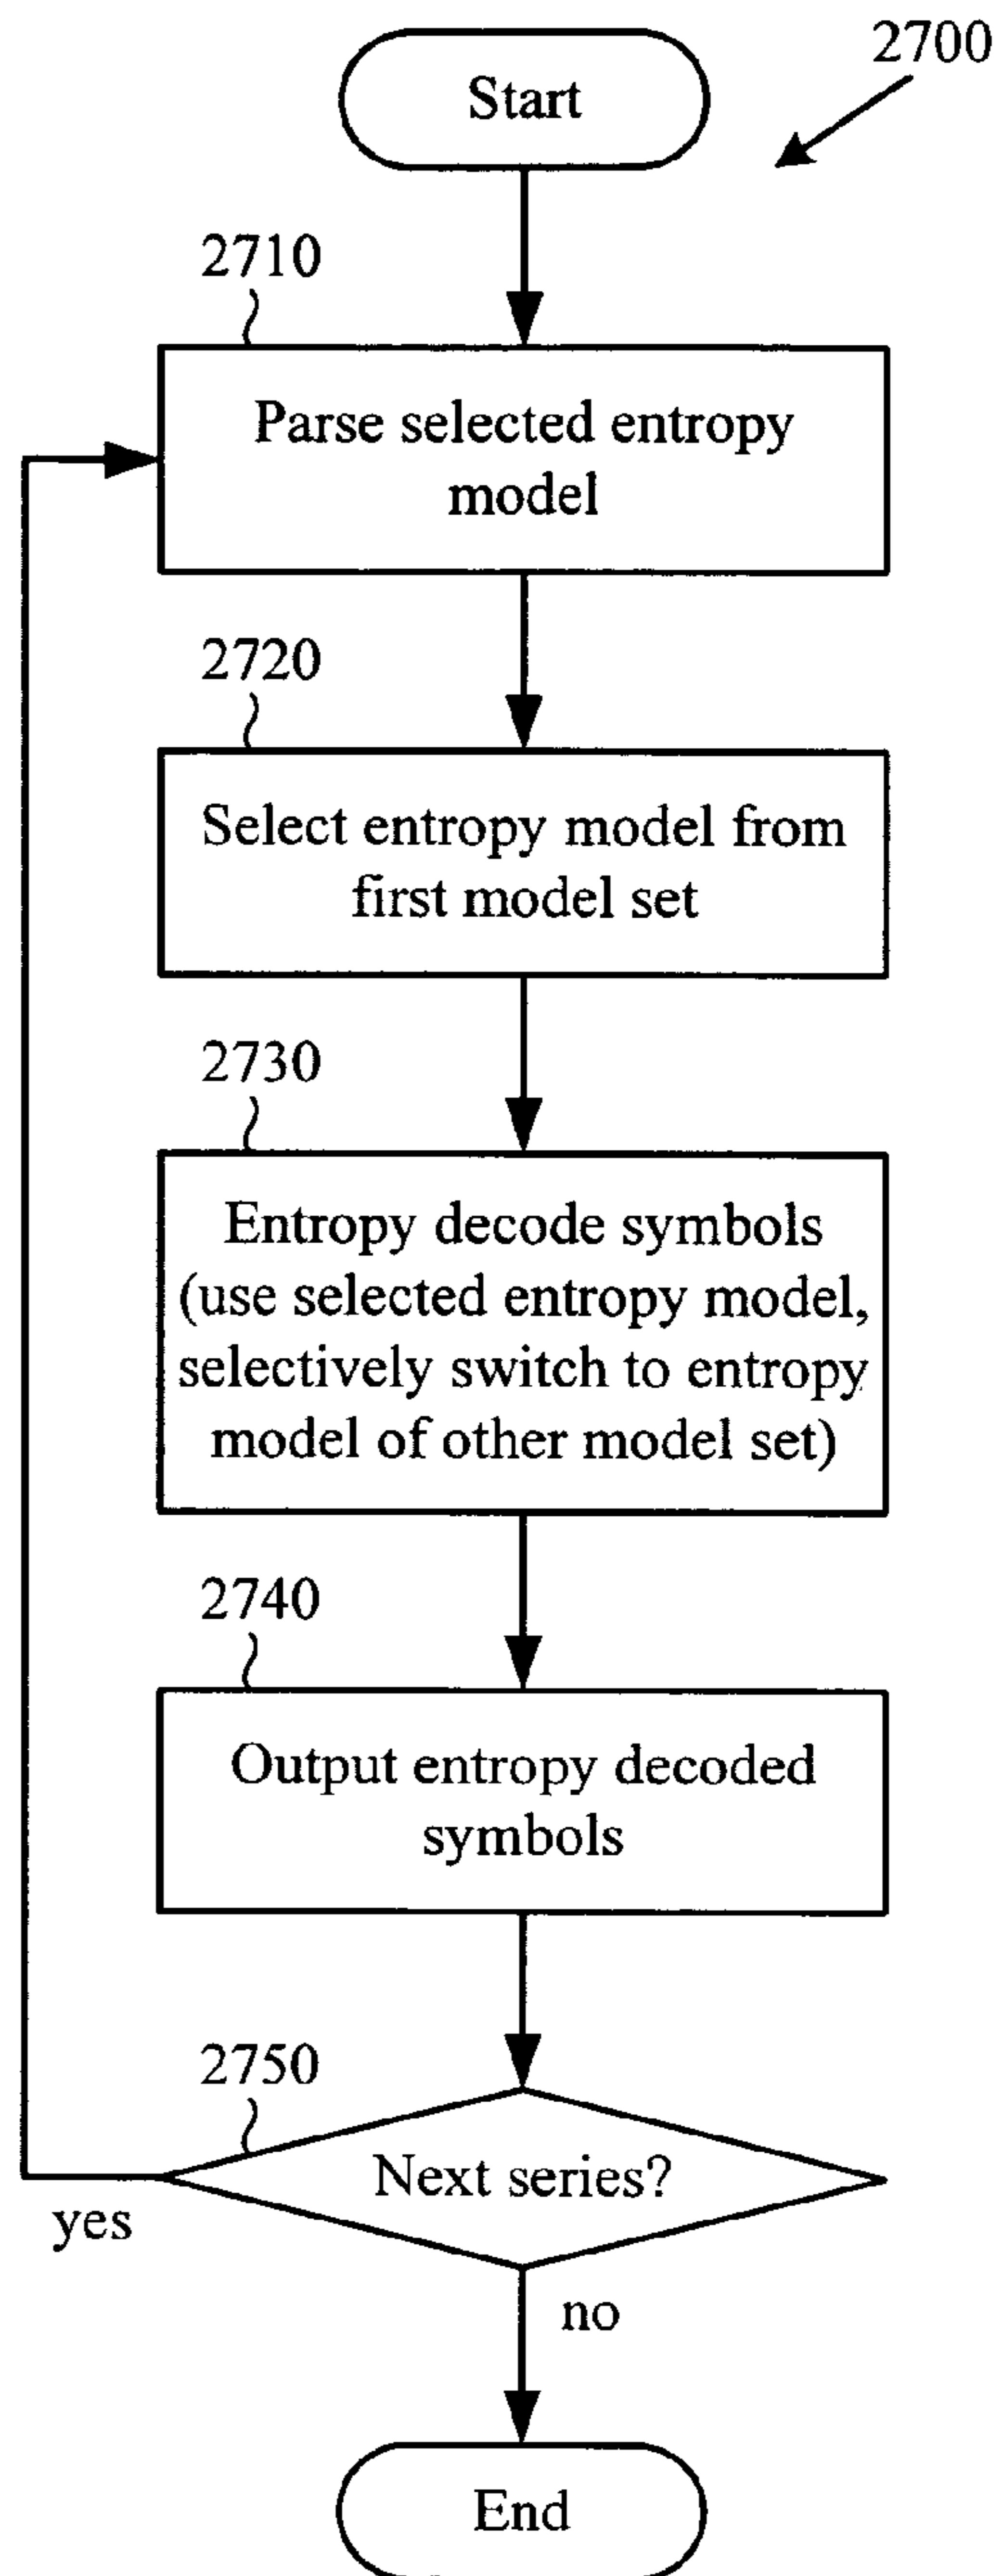 2700
Start
2710
Parse selected entropy
model
2720
Select entropy model from
first model set
2730
Entropy decode symbols
(use selected entropy model,
selectively switch to entropy
model of other model set)
2740
Output entropy decoded
symbols
2750
Next series?
yes
no
End